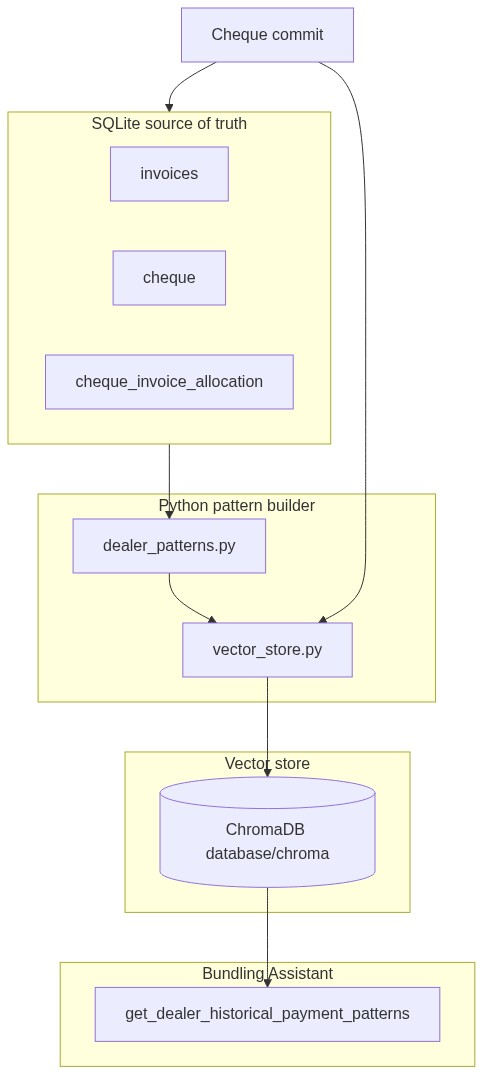 Cheque commit
SQLite source of truth
invoices
cheque
cheque_invoice_allocation
Python pattern builder
dealer_patterns.py
vector_store.py
Vector store
ChromaDB
database/chroma
Bundling Assistant
get_dealer_historical_payment_patterns